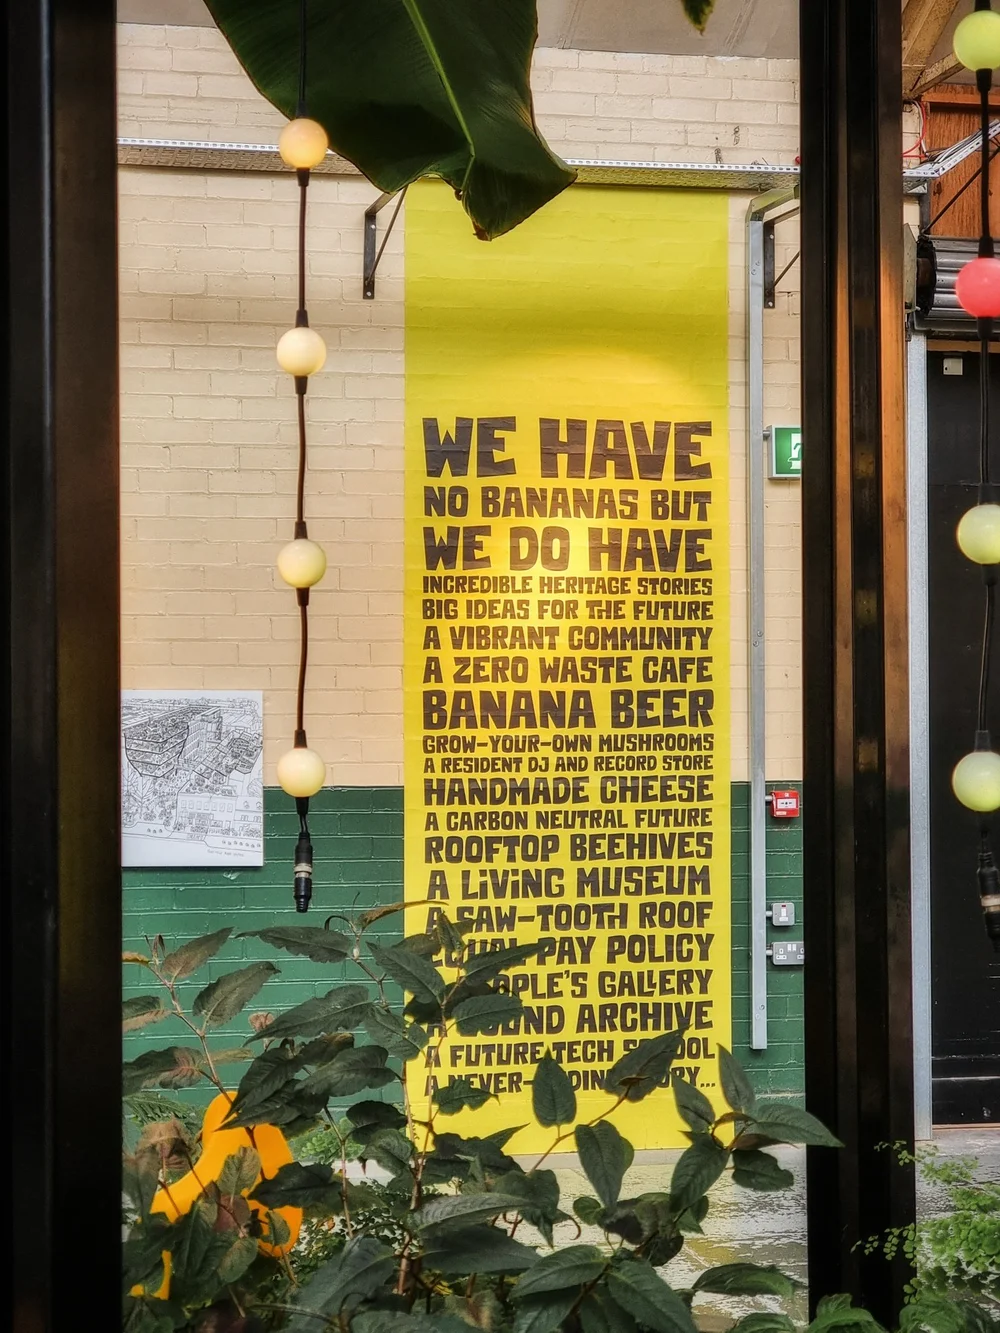 WE HAVE
NO BANANAS BUT
WE DO HAVE
INCREDIBLE HERITAGE STORIES
BIG IDEAS FOR THE FUTURE
A VIBRANT COMMUNITY
A ZERO WASTE CAFE
BANANA BEER
GROW-YOUR-OWN MUSHROOMS
A RESIDENT DJ AND RECORD STORE
HANDMADE CHEESE
A CARBON NEUTRAL FUTURE
ROOFTOP BEEHIVES
A LiViNG MUSEUM
A SAW-TOOTH ROOF
PAY POLICY
GALLERY
ARCHIVE
A FUTURE TECH
A NEVER-